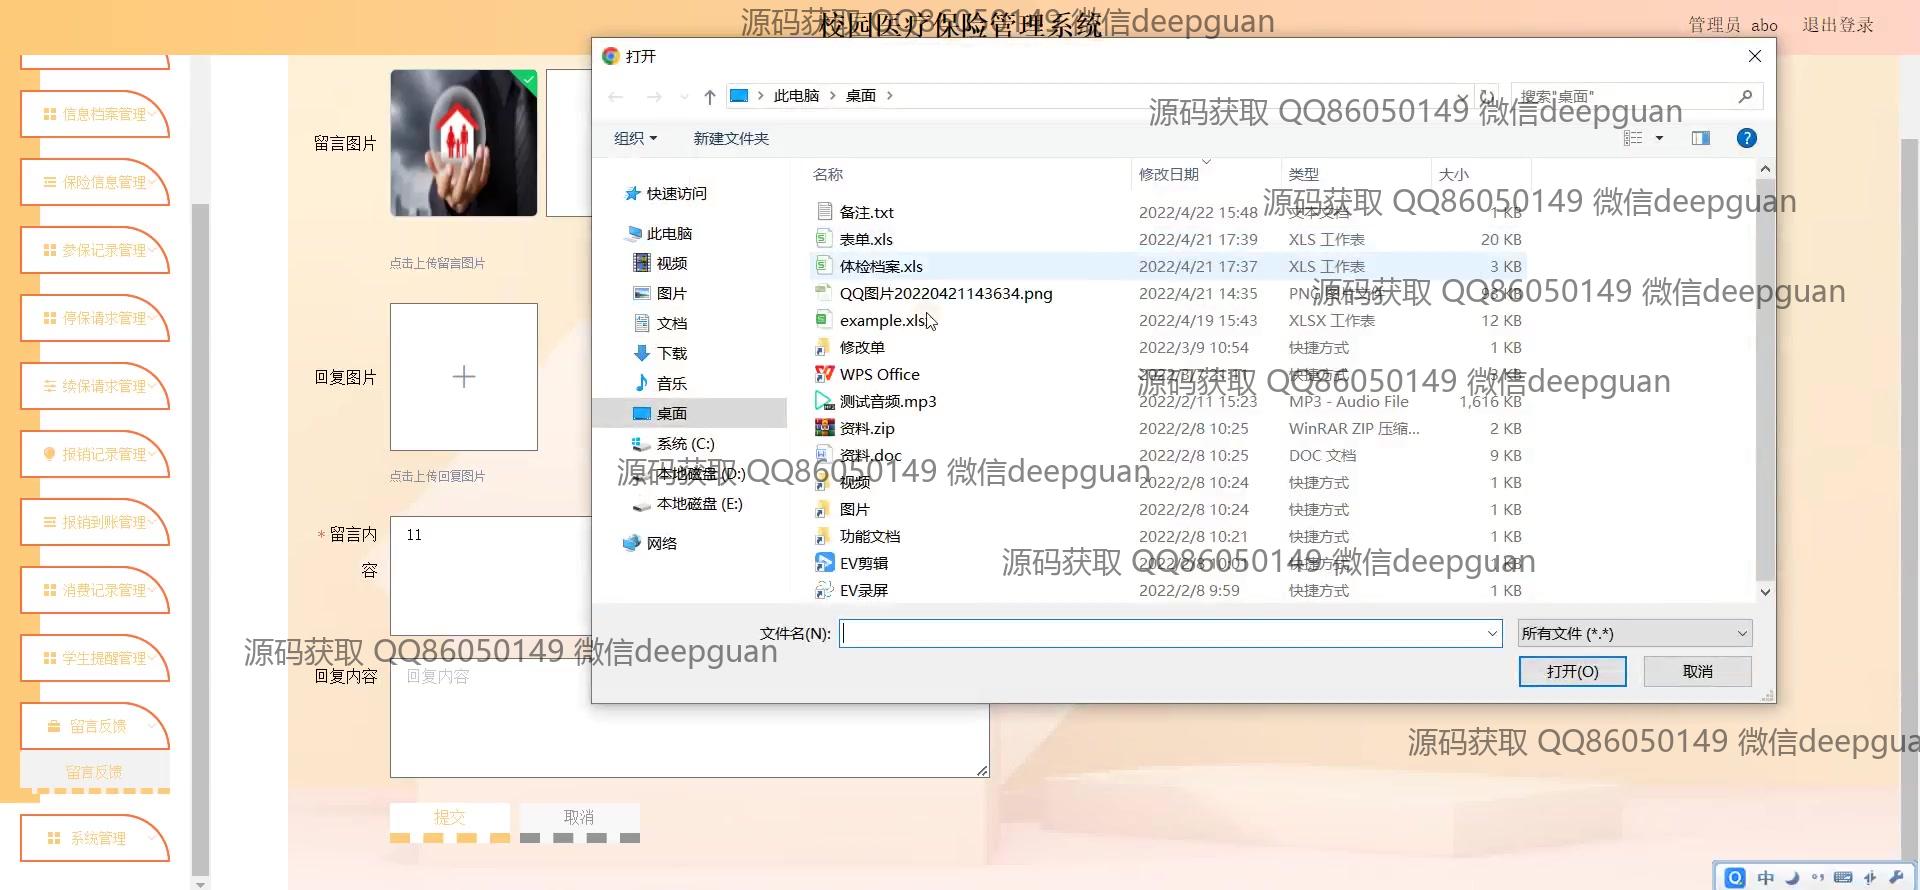 校园医疗保险管理系统
管理员 abo
退出登录
源码获取 QQ86050149 微信deepguan
信息档案管理
保险信息管理
参保记录管理
停保请求管理
续保请求管理
报销记录管理
报销到账管理
消费记录管理
学生提醒管理
留言反馈
留言反馈
系统管理
留言图片
点击上传留言图片
回复图片
点击上传回复图片
* 留言内容
11
回复内容
回复内容
提交
取消
打开
此电脑 > 桌面 >
搜索"桌面"
源码获取 QQ86050149 微信deepguan
组织
新建文件夹
快速访问
此电脑
视频
图片
文档
下载
音乐
桌面
系统 (C:)
本地磁盘 (D:)
本地磁盘 (E:)
网络
名称 修改日期 类型 大小
备注.txt 2022/4/22 15:48 文本文档 1 KB
源码获取 QQ86050149 微信deepguan
表单.xls 2022/4/21 17:39 XLS 工作表 20 KB
体检档案.xls 2022/4/21 17:37 XLS 工作表 3 KB
QQ图片20220421143634.png 2022/4/21 14:35 PNG
源码获取 QQ86050149 微信deepguan
example.xls 2022/4/19 15:43 XLSX 工作表 12 KB
修改单 2022/3/9 10:54 快捷方式 1 KB
WPS Office 快捷方式
源码获取 QQ86050149 微信deepguan
测试音频.mp3 2022/2/11 15:23 MP3 - Audio File 1,616 KB
资料.zip 2022/2/8 10:25 WinRAR ZIP 压缩... 2 KB
资料.doc 2022/2/8 10:25 DOC 文档 9 KB
源码获取 QQ86050149 微信deepguan
视频 2022/2/8 10:24 快捷方式 1 KB
图片 2022/2/8 10:24 快捷方式 1 KB
功能文档 2022/2/8 10:21 快捷方式 1 KB
EV剪辑 快捷方式 1 KB
源码获取 QQ86050149 微信deepguan
EV录屏 2022/2/8 9:59 快捷方式 1 KB
文件名(N):
所有文件 (*.*)
打开(O)
取消
源码获取 QQ86050149 微信deepguan
源码获取 QQ86050149 微信deepgua
中